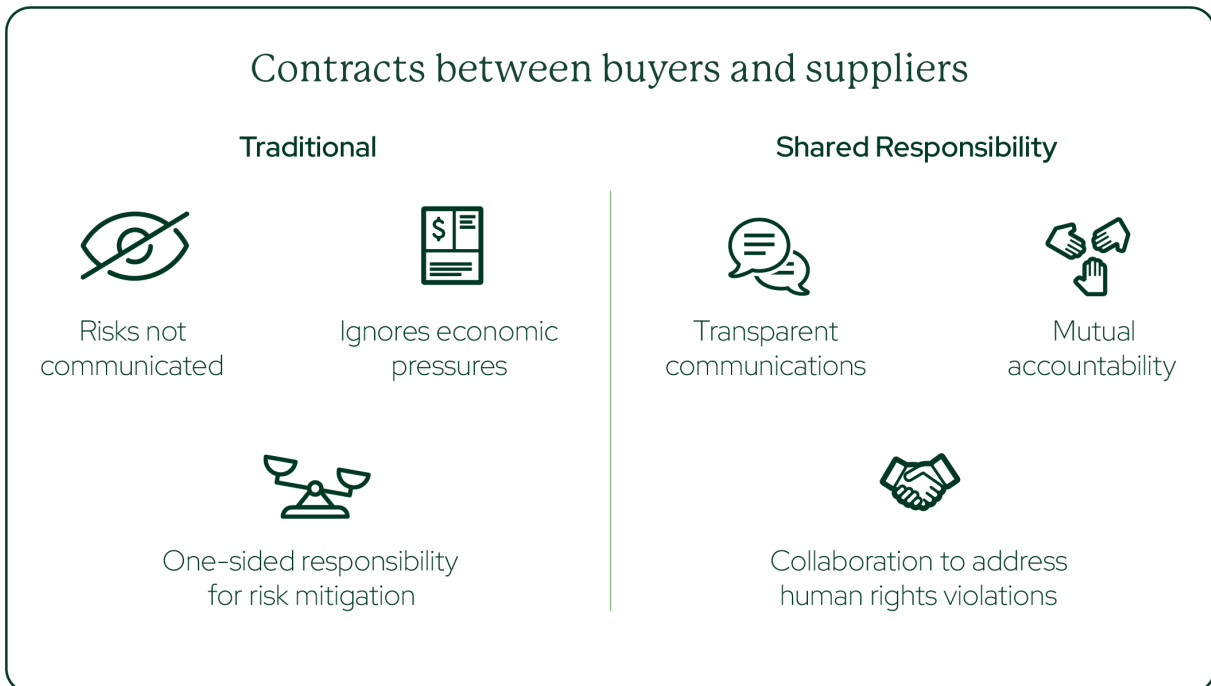 Contracts between buyers and suppliers
Traditional
$
Risks not
communicated
Ignores economic
pressures
One-sided responsibility
for risk mitigation
Shared Responsibility
Transparent
communications
Mutual
accountability
Collaboration to address
human rights violations